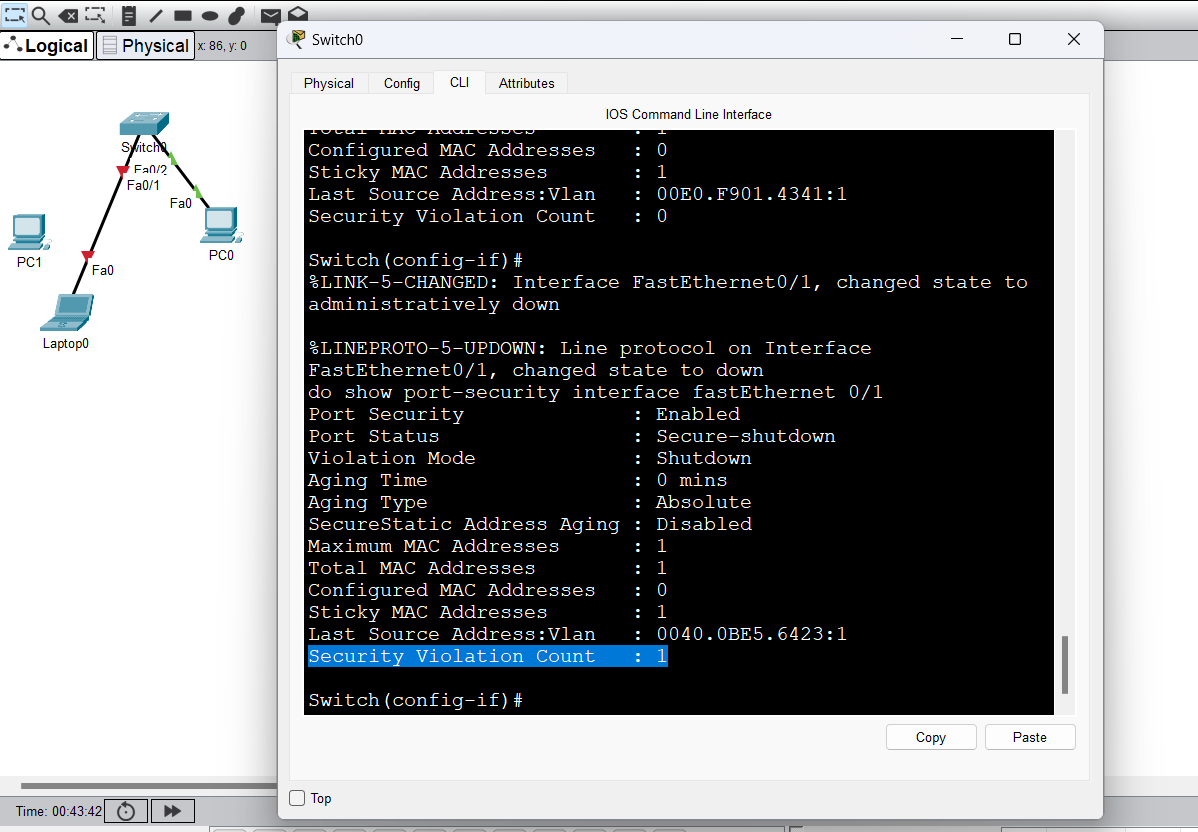 Switch0
Logical
Physical
x: 86, y: 0
Physical
Config
CLI
Attributes
IOS Command Line Interface
Total MAC Addresses : 1
Configured MAC Addresses : 0
Sticky MAC Addresses : 1
Last Source Address:Vlan : 00E0.F901.4341:1
Security Violation Count : 0
Switch(config-if)#
%LINK-5-CHANGED: Interface FastEthernet0/1, changed state to
administratively down
%LINEPROTO-5-UPDOWN: Line protocol on Interface
FastEthernet0/1, changed state to down
do show port-security interface fastEthernet 0/1
Port Security : Enabled
Port Status : Secure-shutdown
Violation Mode : Shutdown
Aging Time : 0 mins
Aging Type : Absolute
SecureStatic Address Aging : Disabled
Maximum MAC Addresses : 1
Total MAC Addresses : 1
Configured MAC Addresses : 0
Sticky MAC Addresses : 1
Last Source Address:Vlan : 0040.0BE5.6423:1
Security Violation Count : 1
Switch(config-if)#
Copy
Paste
Top
Switch0
Fa0/2
Fa0/1
Fa0
PC0
PC1
Fa0
Laptop0
Time: 00:43:42